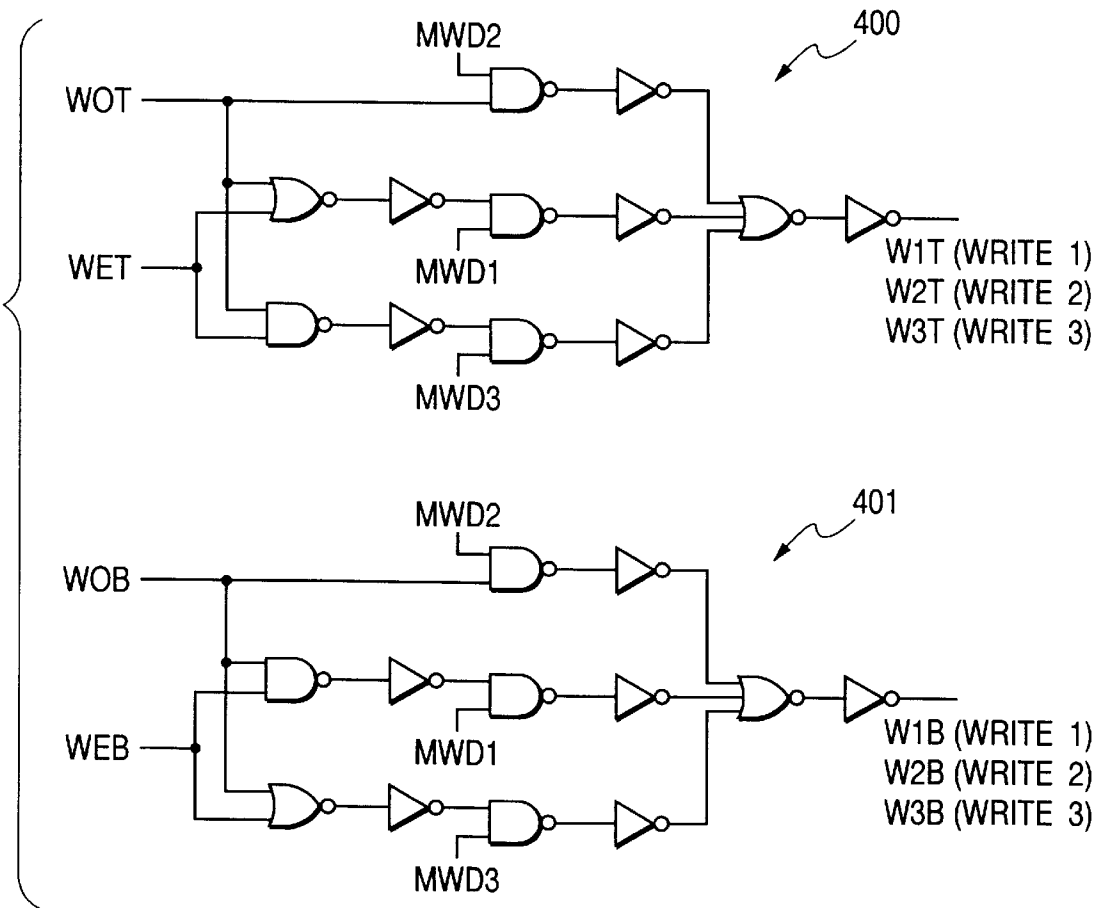 MWD2
400
WOT
WET
MWD1
W1T (WRITE 1)
W2T (WRITE 2)
W3T (WRITE 3)
MWD3
MWD2
401
WOB
WEB
MWD1
W1B (WRITE 1)
W2B (WRITE 2)
W3B (WRITE 3)
MWD3